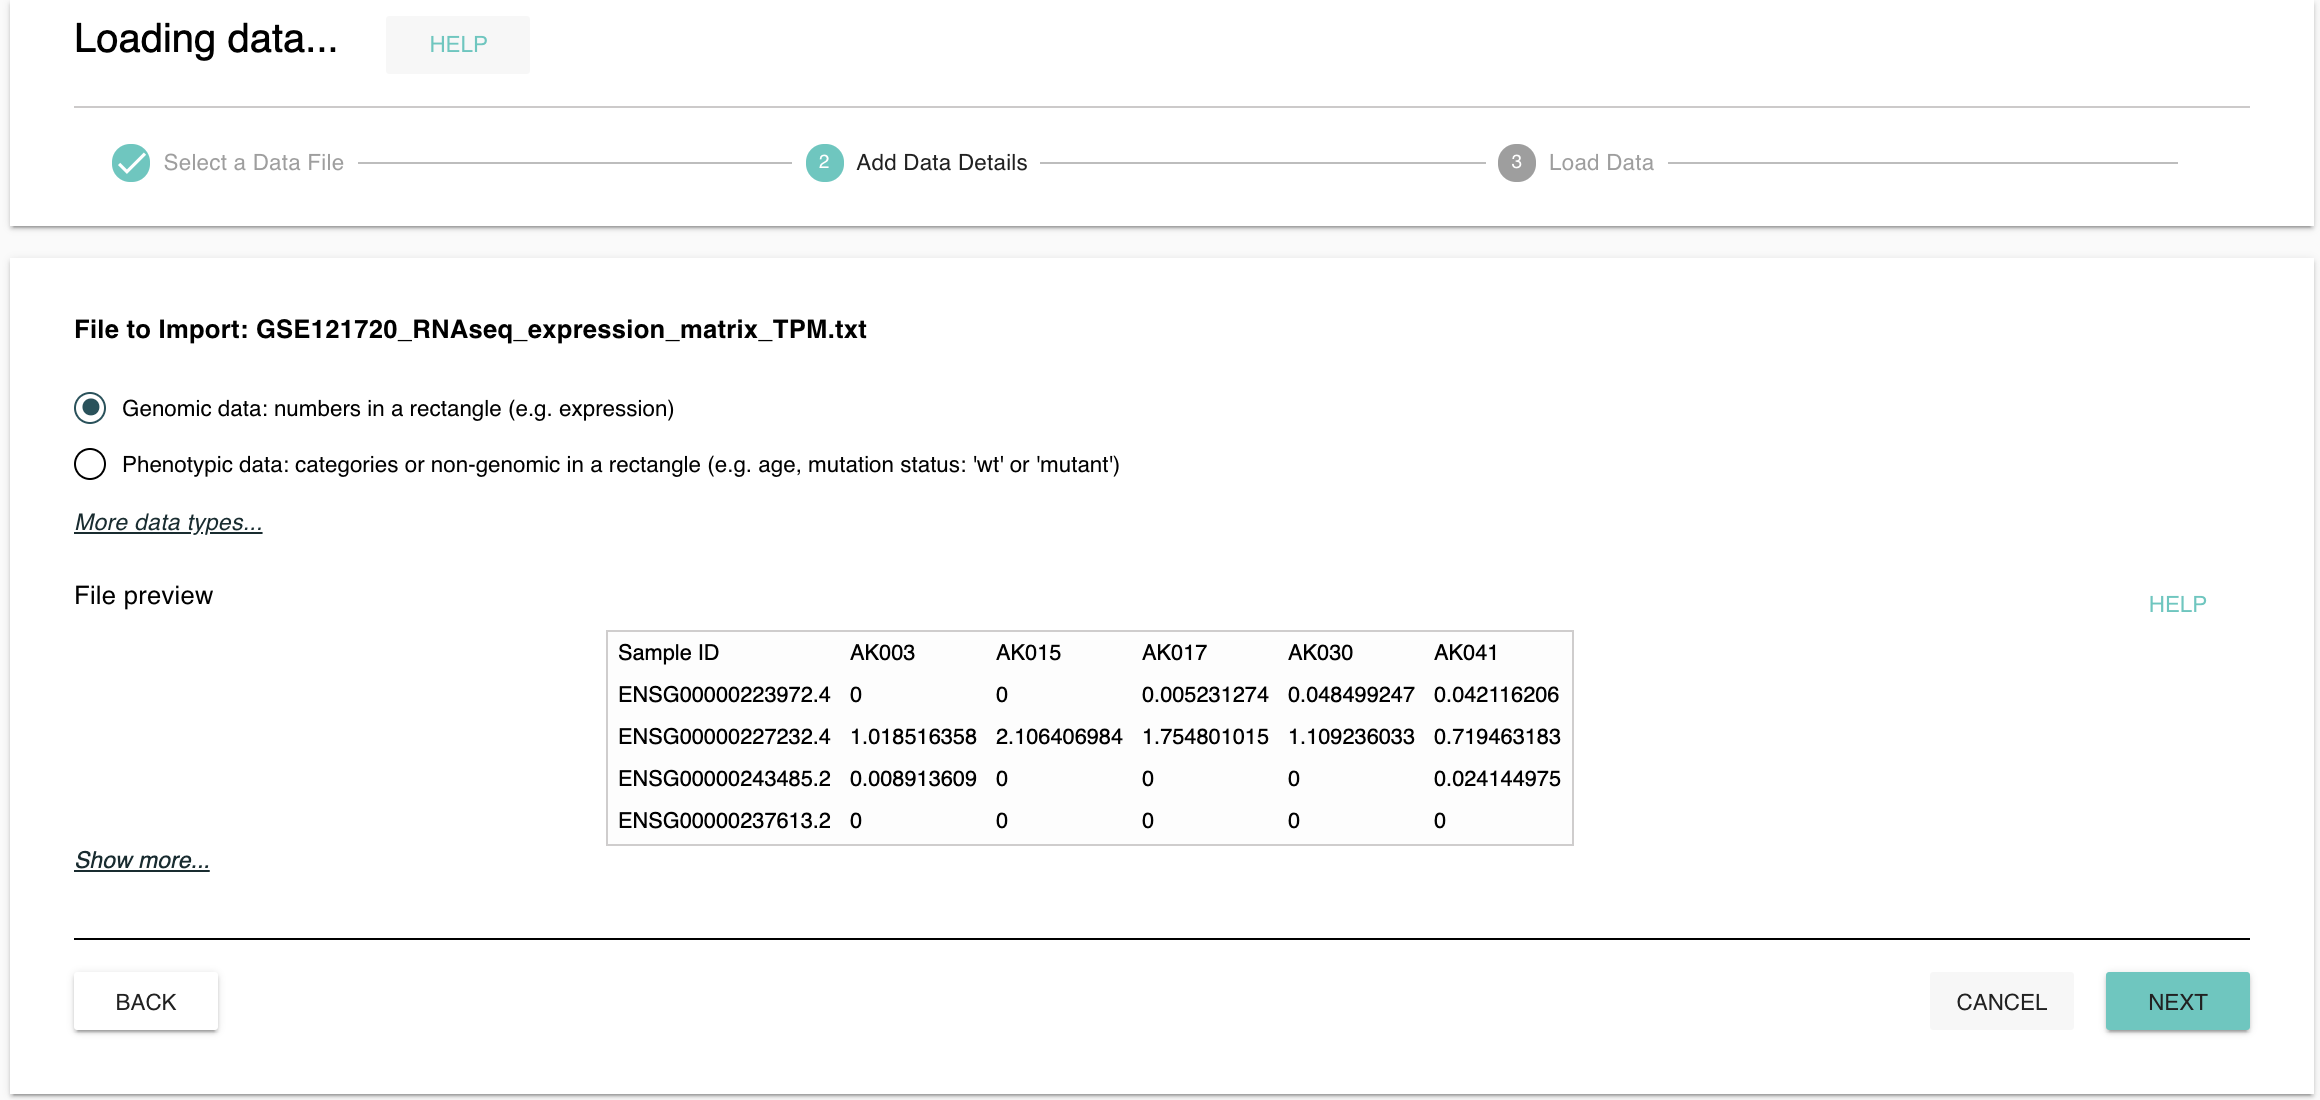 Loading data... HELP
Select a Data File 2 Add Data Details 3 Load Data
File to Import: GSE121720_RNAseq_expression_matrix_TPM.txt
Genomic data: numbers in a rectangle (e.g. expression)
Phenotypic data: categories or non-genomic in a rectangle (e.g. age, mutation status: 'wt' or 'mutant')
More data types...
File preview
HELP
Sample ID AK003 AK015 AK017 AK030 AK041
ENSG00000223972.4 0 0 0.005231274 0.048499247 0.042116206
ENSG00000227232.4 1.018516358 2.106406984 1.754801015 1.109236033 0.719463183
ENSG00000243485.2 0.008913609 0 0 0 0.024144975
ENSG00000237613.2 0 0 0 0 0
Show more...
BACK CANCEL NEXT